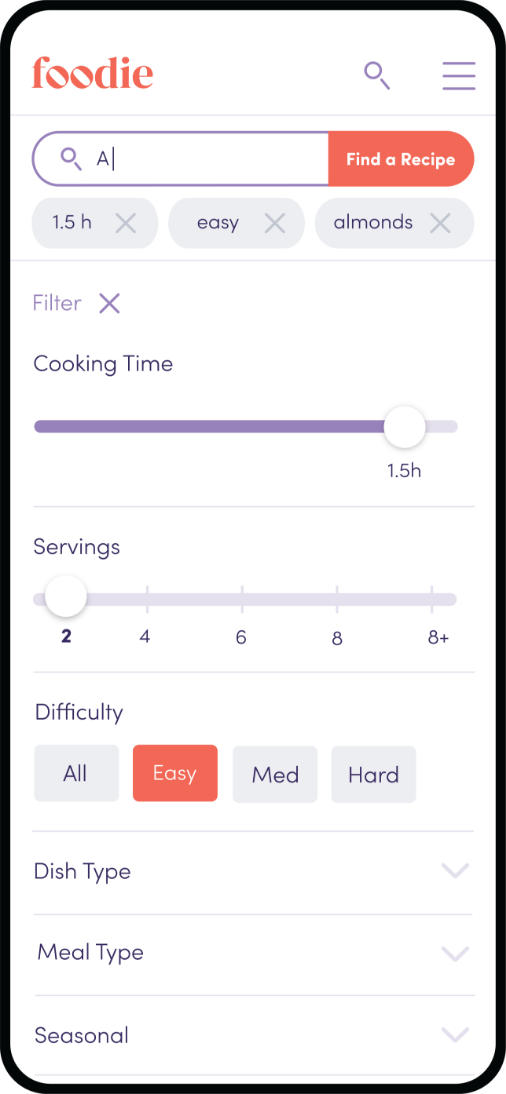 foodie
A
Find a Recipe
1.5 h easy almonds
Filter
Cooking Time
1.5h
Servings
2 4 6 8 8+
Difficulty
All Easy Med Hard
Dish Type
Meal Type
Seasonal